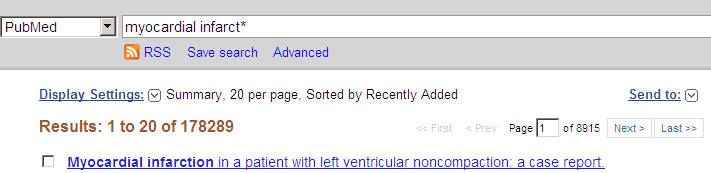 PubMed myocardial infarct*
RSS Save search Advanced
Display Settings: Summary, 20 per page, Sorted by Recently Added Send to:
Results: 1 to 20 of 178289 << First < Prev Page 1 of 8915 Next > Last >>
Myocardial infarction in a patient with left ventricular noncompaction: a case report.